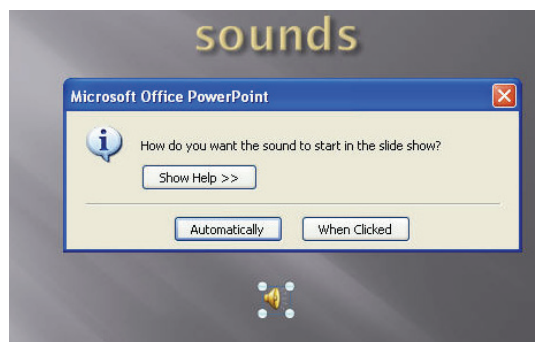 sounds
Microsoft Office PowerPoint
How do you want the sound to start in the slide show?
Show Help >>
Automatically When Clicked